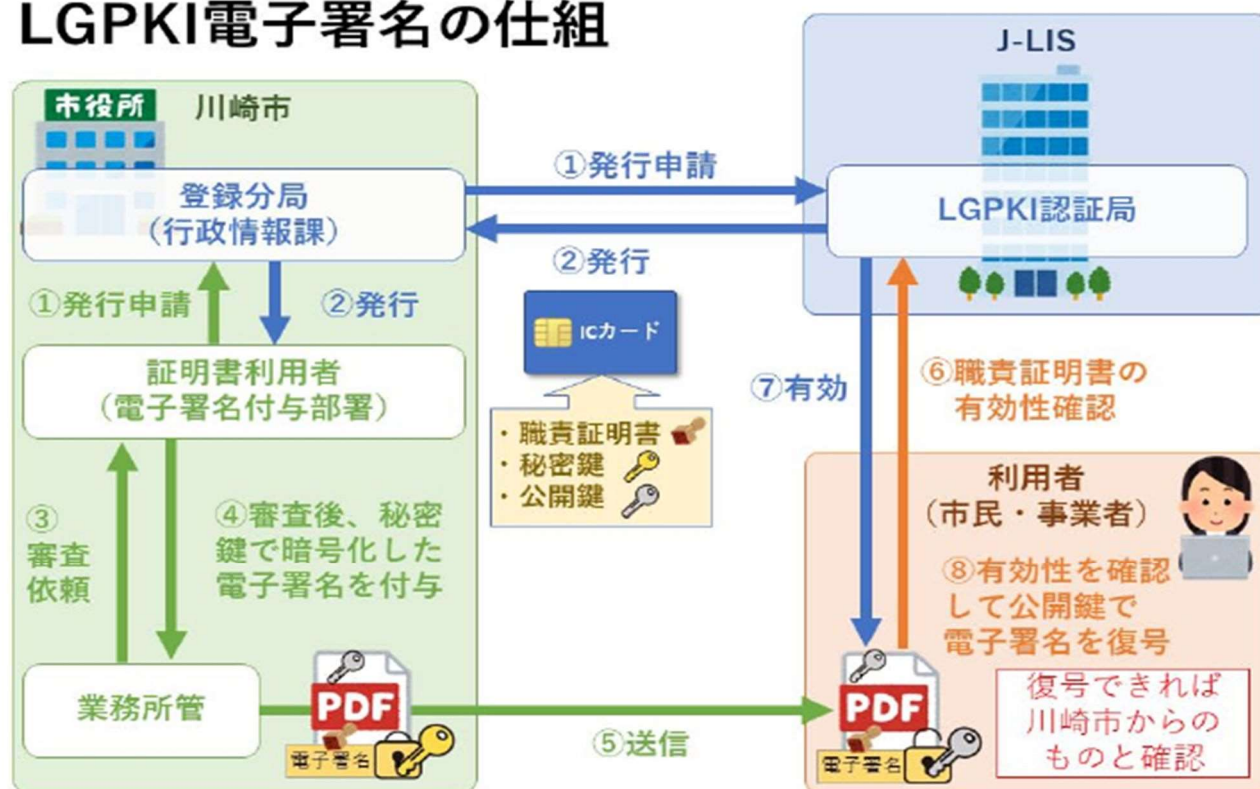 LGPKI電子署名の仕組
J-LIS
市役所
川崎市
①発行申請
登録分局
（行政情報課）
LGPKI認証局
②発行
①発行申請
②発行
ICカード
証明書利用者
（電子署名付与部署）
⑦有効
⑥職責証明書の
有効性確認
・職責証明書
・秘密鍵
・公開鍵
利用者
（市民・事業者）
③
審査
依頼
④審査後、秘密
鍵で暗号化した
電子署名を付与
⑧有効性を確認
して公開鍵で
電子署名を復号
業務所管
PDF
電子署名
⑤送信
PDF
電子署名
復号できれば
川崎市からの
ものと確認